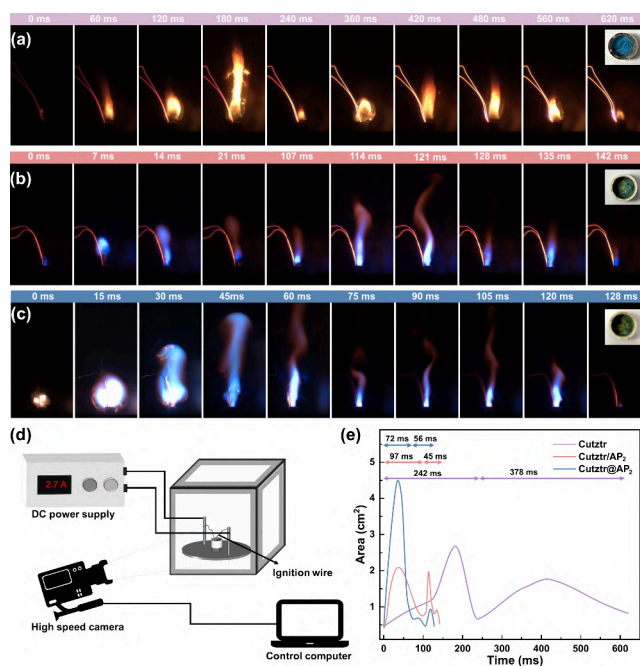 0 ms 60 ms 120 ms 180 ms 240 ms 360 ms 420 ms 480 ms 560 ms 620 ms
(a)
0 ms 7 ms 14 ms 21 ms 107 ms 114 ms 121 ms 128 ms 135 ms 142 ms
(b)
0 ms 15 ms 30 ms 45ms 60 ms 75 ms 90 ms 105 ms 120 ms 128 ms
(c)
(d)
2.7 A
DC power supply
Ignition wire
High speed camera
Control computer
(e)
72 ms 56 ms
97 ms 45 ms
242 ms 378 ms
Cutztr
Cutztr/AP2
Cutztr@AP2
Area (cm2)
5
4
3
2
1
0 100 200 300 400 500 600
Time (ms)